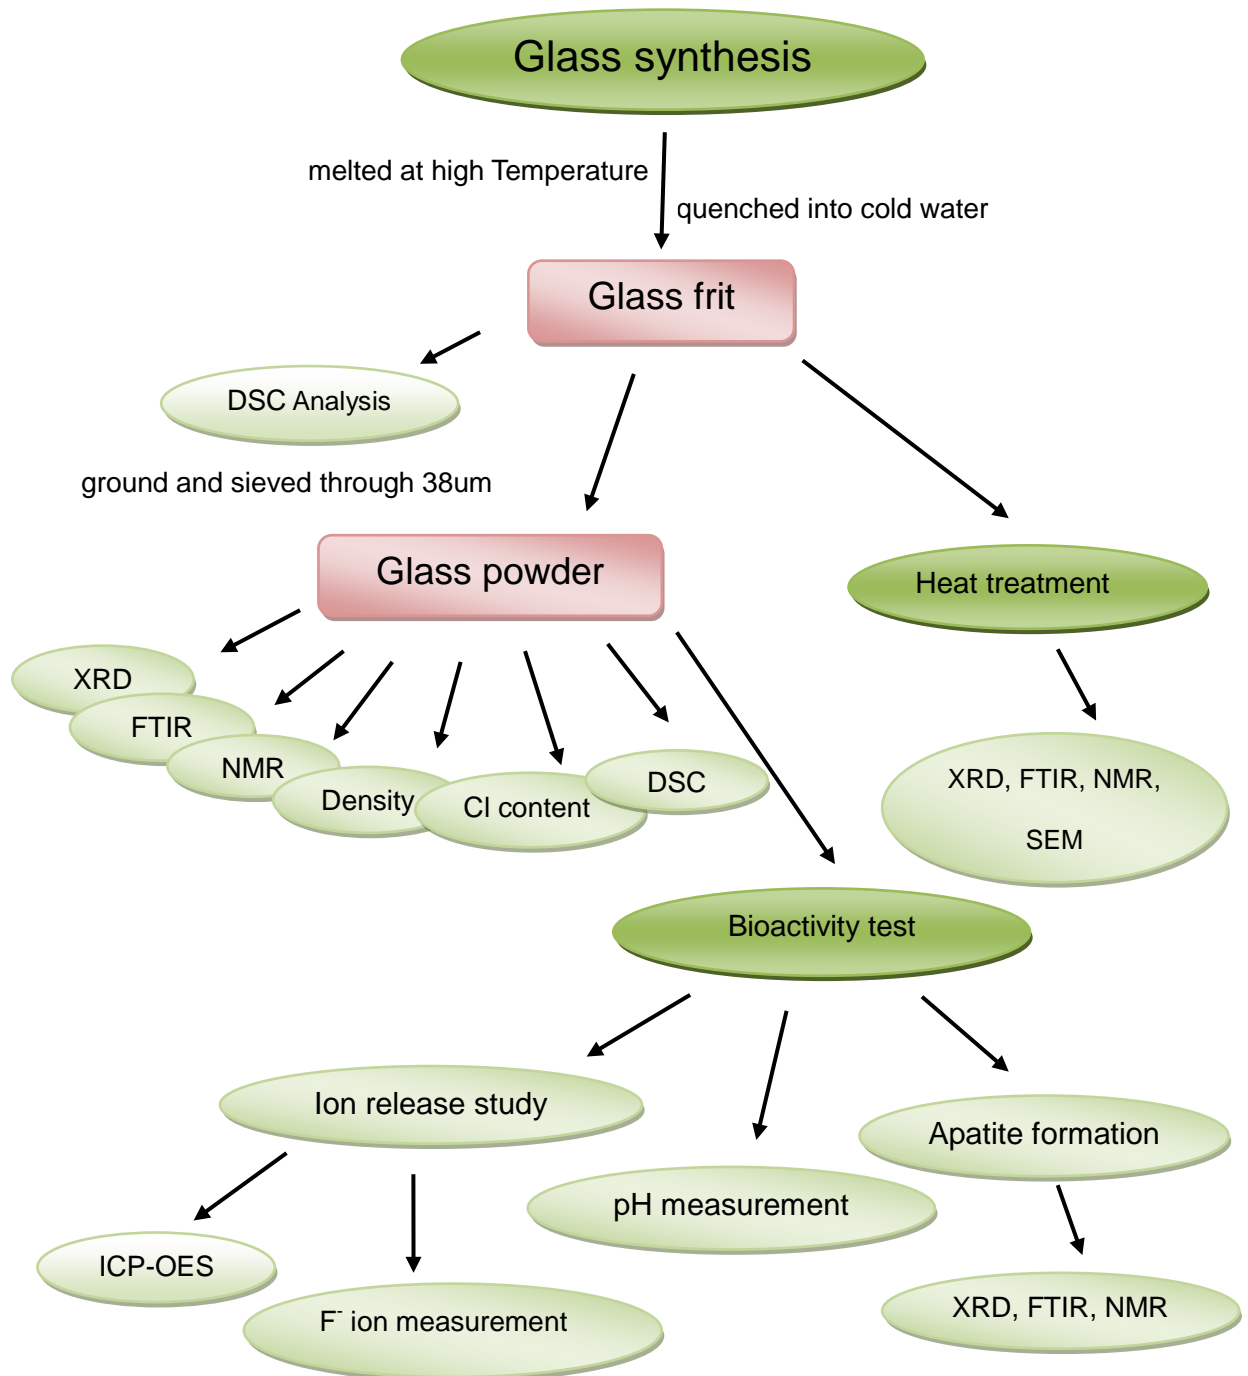 Glass synthesis
melted at high Temperature
quenched into cold water
Glass frit
DSC Analysis
ground and sieved through 38um
Glass powder
Heat treatment
XRD
FTIR
NMR
Density
Cl content
DSC
XRD, FTIR, NMR,
SEM
Bioactivity test
Ion release study
Apatite formation
pH measurement
ICP-OES
F⁻ ion measurement
XRD, FTIR, NMR